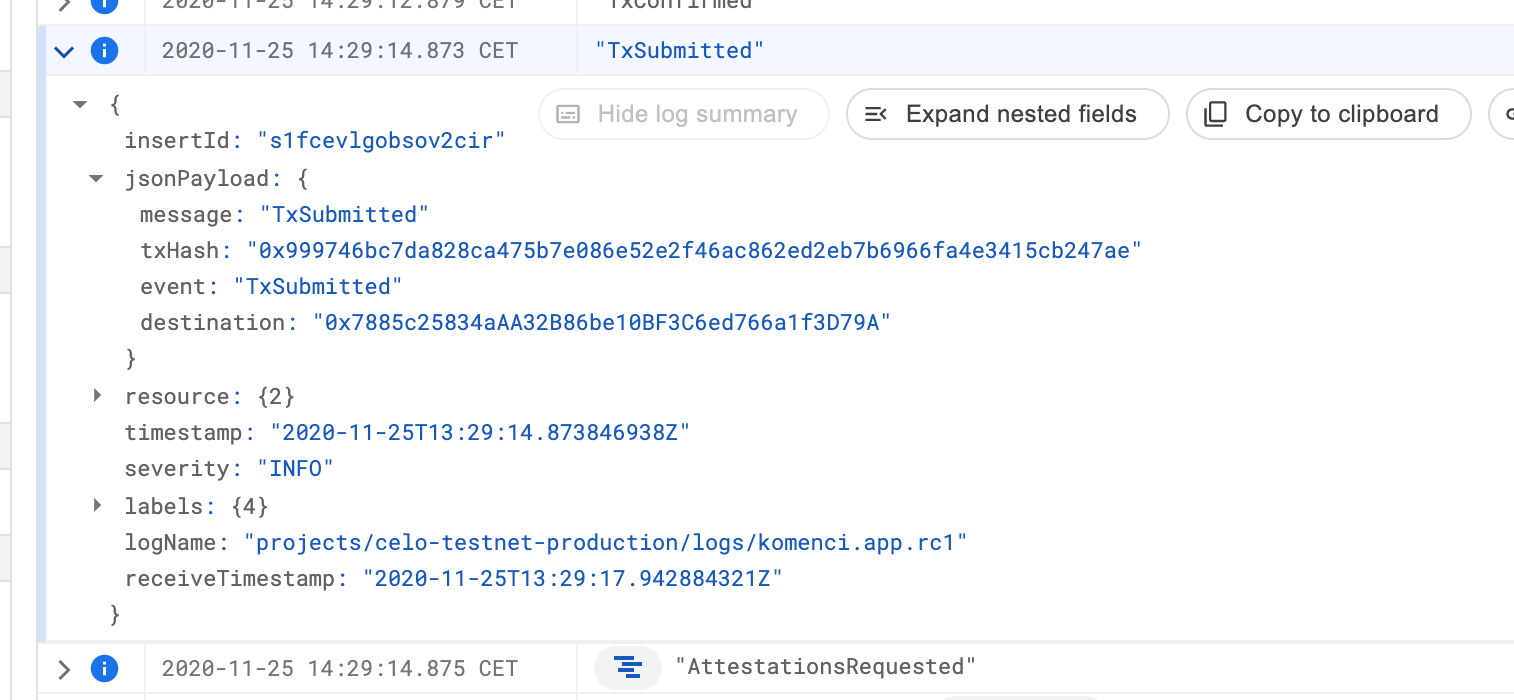 2020-11-25 14:29:12.879 CET "TxConfirmed"
2020-11-25 14:29:14.873 CET "TxSubmitted"
{
Hide log summary Expand nested fields Copy to clipboard
insertId: "s1fcevlgobsov2cir"
jsonPayload: {
message: "TxSubmitted"
txHash: "0x999746bc7da828ca475b7e086e52e2f46ac862ed2eb7b6966fa4e3415cb247ae"
event: "TxSubmitted"
destination: "0x7885c25834aAA32B86be10BF3C6ed766a1f3D79A"
}
resource: {2}
timestamp: "2020-11-25T13:29:14.873846938Z"
severity: "INFO"
labels: {4}
logName: "projects/celo-testnet-production/logs/komenci.app.rc1"
receiveTimestamp: "2020-11-25T13:29:17.942884321Z"
}
2020-11-25 14:29:14.875 CET "AttestationsRequested"